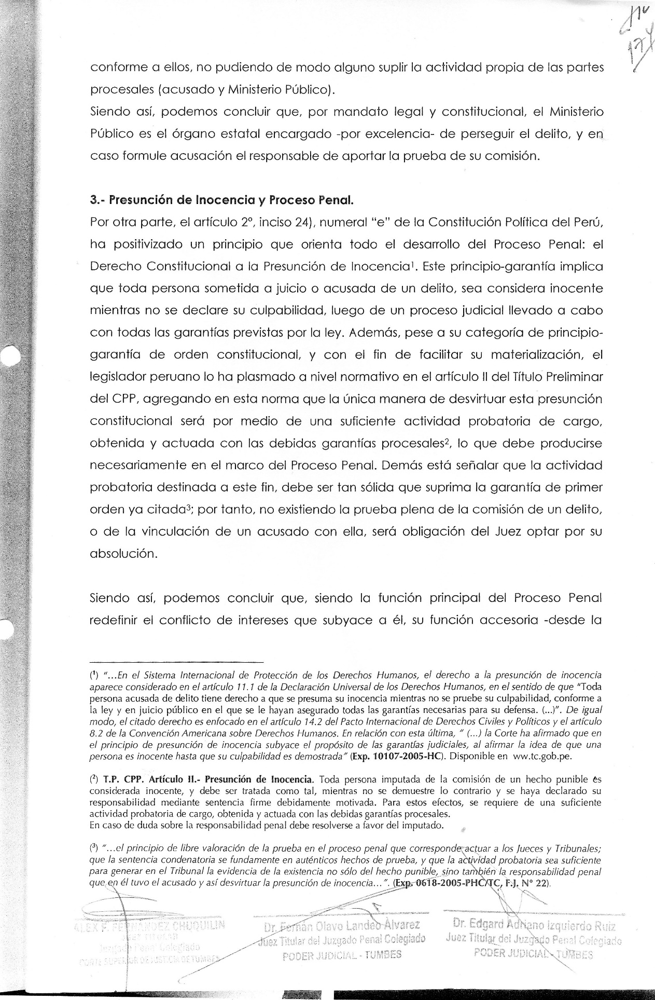 conforme a ellos, no pudiendo de modo alguno suplir la actividad propia de las partes
procesales (acusado y Ministerio Público).
Siendo así, podemos concluir que, por mandato legal y constitucional, el Ministerio
Público es el órgano estatal encargado -por excelencia- de perseguir el delito, y en
caso formule acusación el responsable de aportar la prueba de su comisión.
3.- Presunción de Inocencia y Proceso Penal.
Por otra parte, el artículo 2º, inciso 24), numeral "e" de la Constitución Política del Perú,
ha positivizado un principio que orienta todo el desarrollo del Proceso Penal: el
Derecho Constitucional a la Presunción de Inocencia¹. Este principio-garantía implica
que toda persona sometida a juicio o acusada de un delito, sea considera inocente
mientras no se declare su culpabilidad, luego de un proceso judicial llevado a cabo
con todas las garantías previstas por la ley. Además, pese a su categoría de principio-
garantía de orden constitucional, y con el fin de facilitar su materialización, el
legislador peruano lo ha plasmado a nivel normativo en el artículo II del Título Preliminar
del CPP, agregando en esta norma que la única manera de desvirtuar esta presunción
constitucional será por medio de una suficiente actividad probatoria de cargo,
obtenida y actuada con las debidas garantías procesales², lo que debe producirse
necesariamente en el marco del Proceso Penal. Demás está señalar que la actividad
probatoria destinada a este fin, debe ser tan sólida que suprima la garantía de primer
orden ya citada³; por tanto, no existiendo la prueba plena de la comisión de un delito,
o de la vinculación de un acusado con ella, será obligación del Juez optar por su
absolución.
Siendo así, podemos concluir que, siendo la función principal del Proceso Penal
redefinir el conflicto de intereses que subyace a él, su función accesoria -desde la
(¹) "...En el Sistema Internacional de Protección de los Derechos Humanos, el derecho a la presunción de inocencia
aparece considerado en el artículo 11.1 de la Declaración Universal de los Derechos Humanos, en el sentido de que "Toda
persona acusada de delito tiene derecho a que se presuma su inocencia mientras no se pruebe su culpabilidad, conforme a
la ley y en juicio público en el que se le hayan asegurado todas las garantías necesarias para su defensa. (...)". De igual
modo, el citado derecho es enfocado en el artículo 14.2 del Pacto Internacional de Derechos Civiles y Políticos y el artículo
8.2 de la Convención Americana sobre Derechos Humanos. En relación con esta última, " (...) la Corte ha afirmado que en
el principio de presunción de inocencia subyace el propósito de las garantías judiciales, al afirmar la idea de que una
persona es inocente hasta que su culpabilidad es demostrada" (Exp. 10107-2005-HC). Disponible en ww.tc.gob.pe.
(²) T.P. CPP. Artículo II.- Presunción de Inocencia. Toda persona imputada de la comisión de un hecho punible és
considerada inocente, y debe ser tratada como tal, mientras no se demuestre lo contrario y se haya declarado su
responsabilidad mediante sentencia firme debidamente motivada. Para estos efectos, se requiere de una suficiente
actividad probatoria de cargo, obtenida y actuada con las debidas garantías procesales.
En caso de duda sobre la responsabilidad penal debe resolverse a favor del imputado.
(³) "...el principio de libre valoración de la prueba en el proceso penal que corresponde actuar a los Jueces y Tribunales;
que la sentencia condenatoria se fundamente en auténticos hechos de prueba, y que la actividad probatoria sea suficiente
para generar en el Tribunal la evidencia de la existencia no sólo del hecho punible, sino también la responsabilidad penal
que en él tuvo el acusado y así desvirtuar la presunción de inocencia...". (Exp. 0618-2005-PHC/TC, F.J. N° 22).
ALEX F. FERNANDEZ CHUQUILIN
JUEZ TITULAR
Juzgado Penal Colegiado
CORTE SUPERIOR DE JUSTICIA DE TUMBES
Dr. Fernán Olavo Landeo Álvarez
Juez Titular del Juzgado Penal Colegiado
PODER JUDICIAL - TUMBES
Dr. Edgard Adriano Izquierdo Ruiz
Juez Titular del Juzgado Penal Colegiado
PODER JUDICIAL - TUMBES